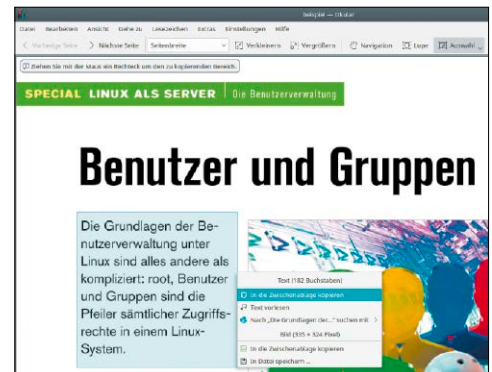 beispiel — Okular
Datei Bearbeiten Ansicht Gehe zu Lesezeichen Extras Einstellungen Hilfe
Vorherige Seite Nächste Seite Seitenbreite Verkleinern Vergrößern Navigation Lupe Auswahl
Ziehen Sie mit der Maus ein Rechteck um den zu kopierenden Bereich.
SPECIAL LINUX ALS SERVER Die Benutzerverwaltung
Benutzer und Gruppen
Die Grundlagen der Be-
nutzerverwaltung unter
Linux sind alles andere als
kompliziert: root, Benutzer
und Gruppen sind die
Pfeiler sämtlicher Zugriffs-
rechte in einem Linux-
System.
Text (182 Buchstaben)
In die Zwischenablage kopieren
Text vorlesen
Nach „Die Grundlagen der...“ suchen mit
Bild (335 × 324 Pixel)
In die Zwischenablage kopieren
In Datei speichern ...